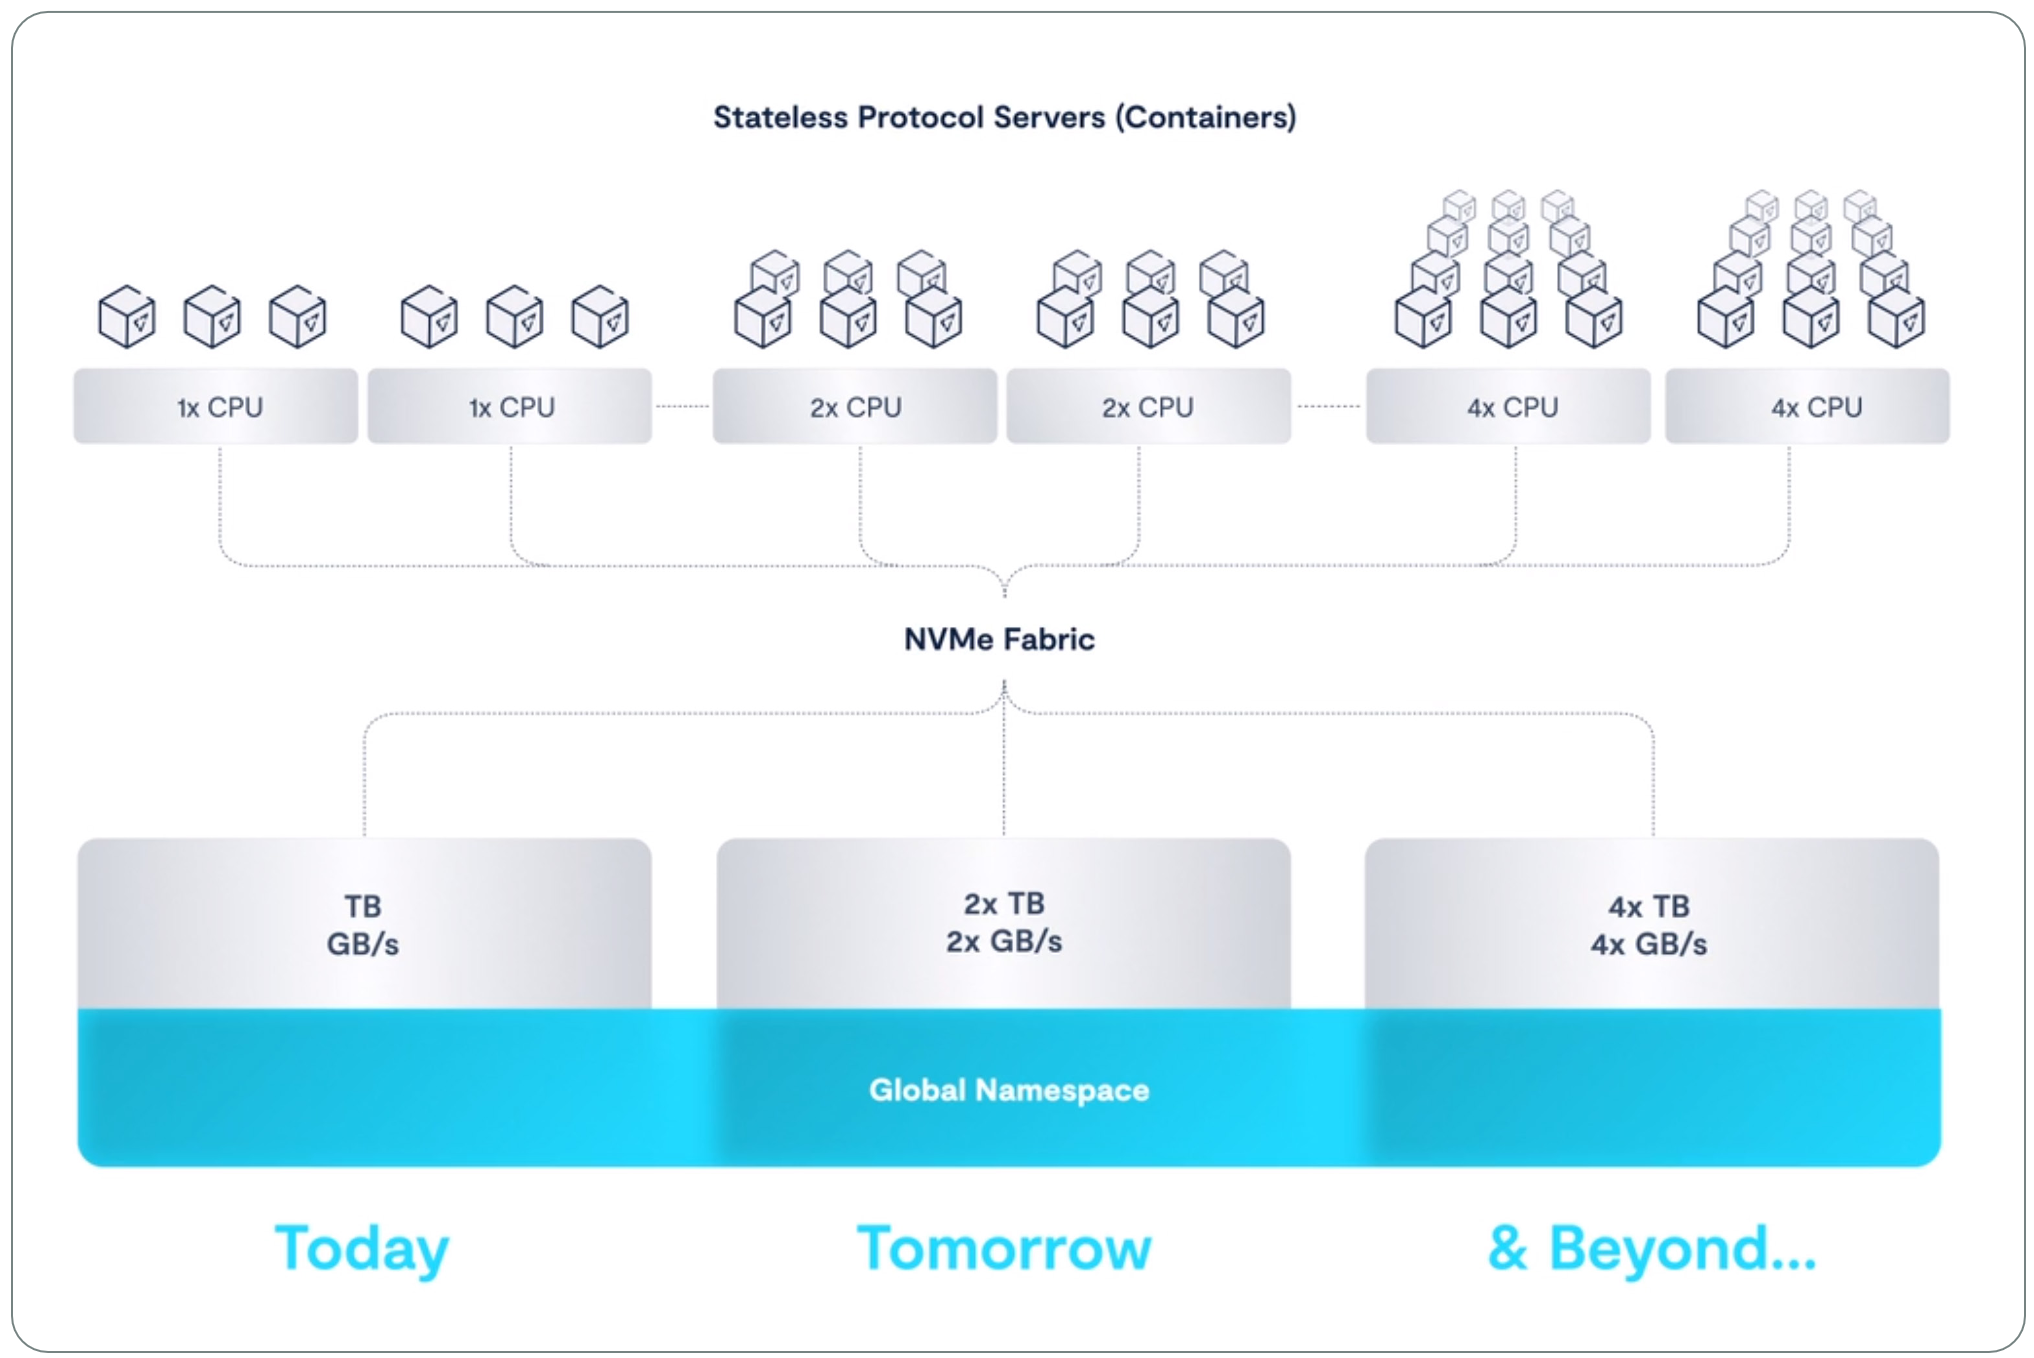 Stateless Protocol Servers (Containers)
1x CPU
1x CPU
2x CPU
2x CPU
4x CPU
4x CPU
NVMe Fabric
TB
GB/s
2x TB
2x GB/s
4x TB
4x GB/s
Global Namespace
Today
Tomorrow
& Beyond...